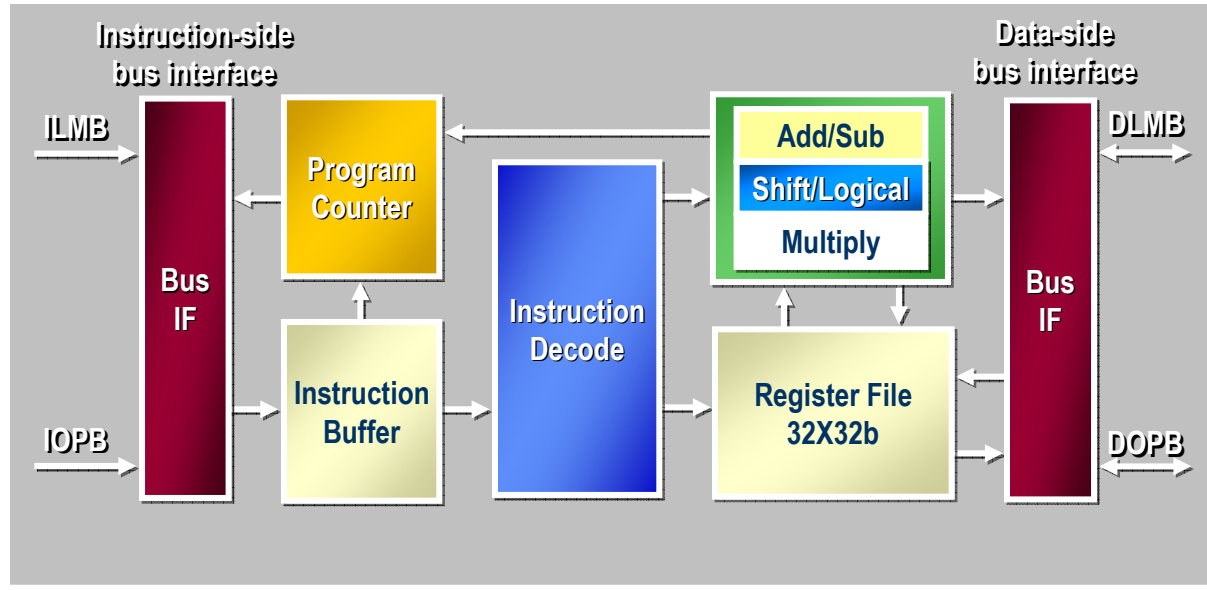 Instruction-side
bus interface
Data-side
bus interface
ILMB
IOPB
Bus
IF
Program
Counter
Instruction
Buffer
Instruction
Decode
Add/Sub
Shift/Logical
Multiply
Register File
32X32b
Bus
IF
DLMB
DOPB